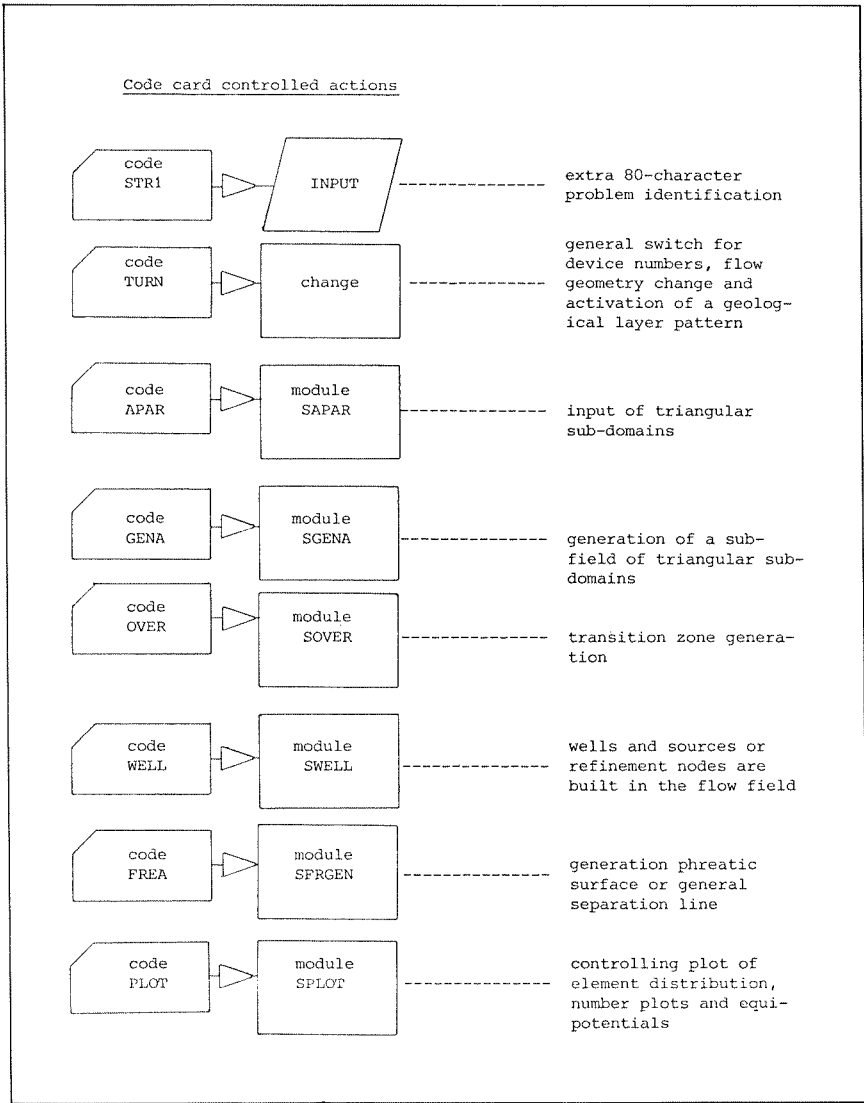 Code card controlled actions
code
STR1
INPUT
extra 80-character
problem identification
code
TURN
change
general switch for
device numbers, flow
geometry change and
activation of a geolog-
ical layer pattern
code
APAR
module
SAPAR
input of triangular
sub-domains
code
GENA
module
SGENA
generation of a sub-
field of triangular sub-
domains
code
OVER
module
SOVER
transition zone genera-
tion
code
WELL
module
SWELL
wells and sources or
refinement nodes are
built in the flow field
code
FREA
module
SFRGEN
generation phreatic
surface or general
separation line
code
PLOT
module
SPLOT
controlling plot of
element distribution,
number plots and equi-
potentials